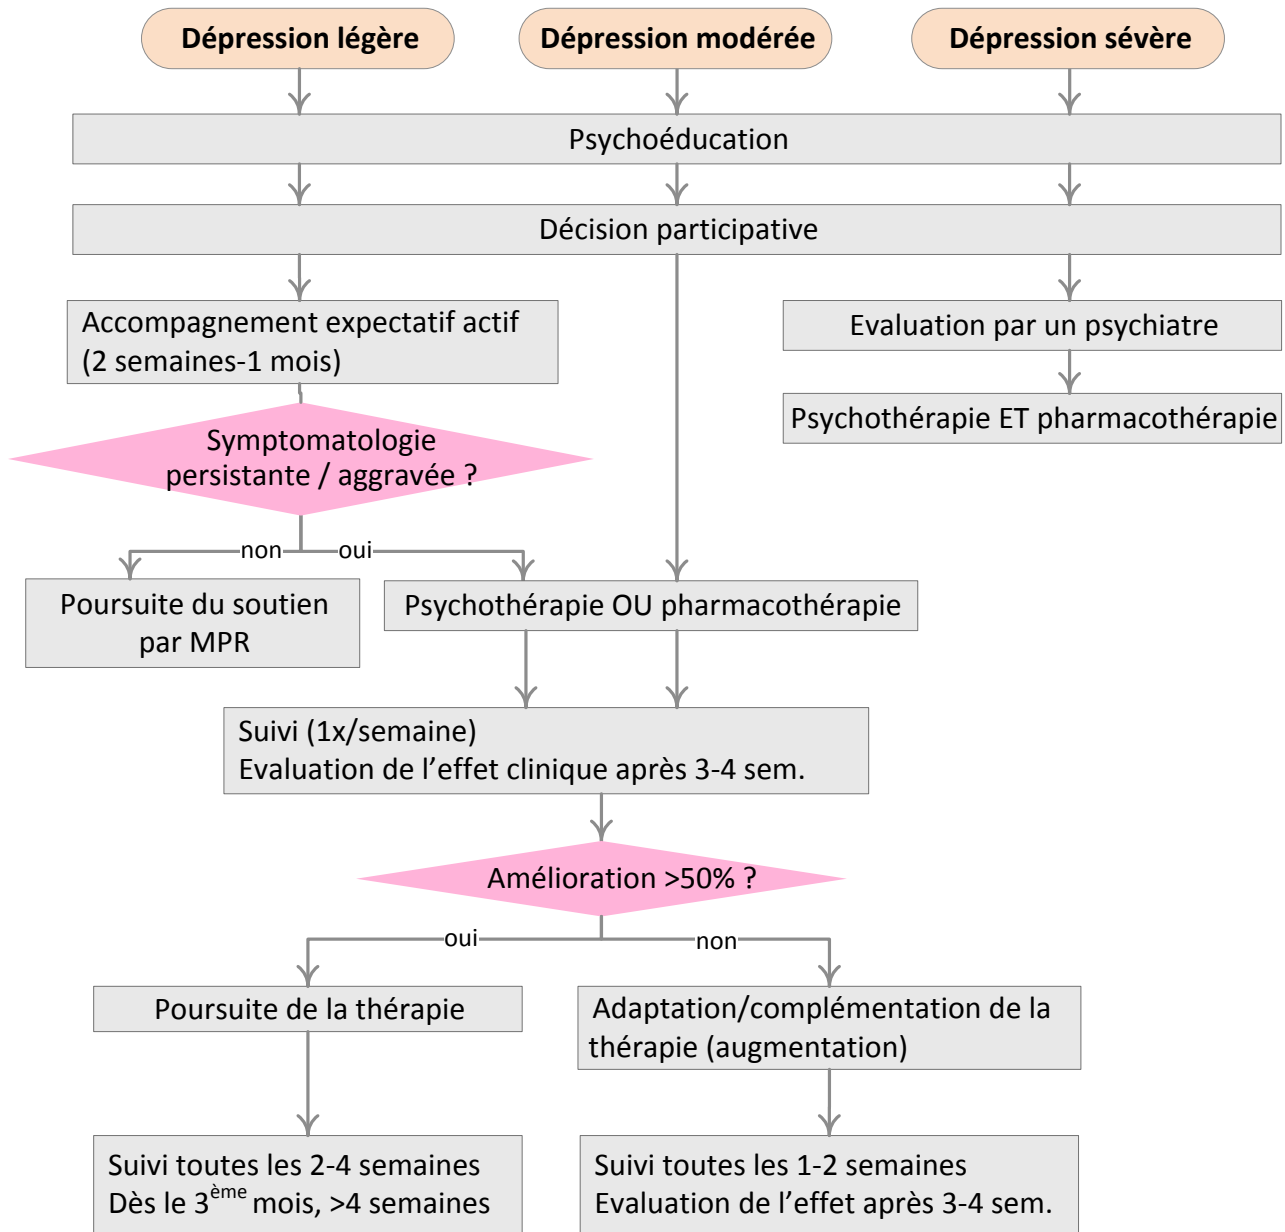 Dépression légère
Dépression modérée
Dépression sévère
Psychoéducation
Décision participative
Accompagnement expectatif actif
(2 semaines-1 mois)
Evaluation par un psychiatre
Psychothérapie ET pharmacothérapie
Symptomatologie
persistante / aggravée ?
non
oui
Poursuite du soutien
par MPR
Psychothérapie OU pharmacothérapie
Suivi (1x/semaine)
Evaluation de l’effet clinique après 3-4 sem.
Amélioration >50% ?
oui
non
Poursuite de la thérapie
Adaptation/complémentation de la
thérapie (augmentation)
Suivi toutes les 2-4 semaines
Dès le 3ème mois, >4 semaines
Suivi toutes les 1-2 semaines
Evaluation de l’effet après 3-4 sem.